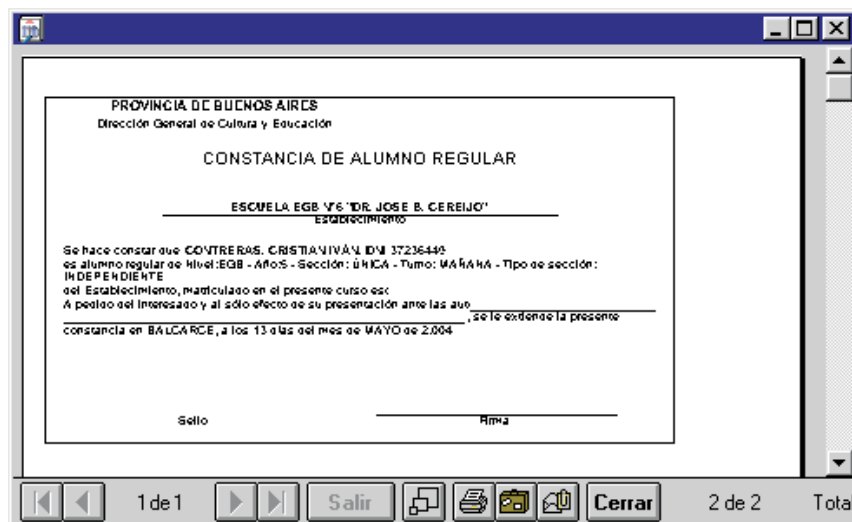 PROVINCIA DE BUENOS AIRES
Dirección General de Cultura y Educación
CONSTANCIA DE ALUMNO REGULAR
ESCUELA EGB Nº6 "DR. JOSE B. CEREIJO"
Establecimiento
Se hace constar que CONTRERAS, CRISTIAN IVÁN, DNI 37236449
es alumno regular de Nivel:EGB - Año:5 - Sección: ÚNICA - Turno: MAÑANA - Tipo de sección:
INDEPENDIENTE
del Establecimiento, matriculado en el presente curso esc
A pedido del interesado y al sólo efecto de su presentación ante las auto
, se le extiende la presente
constancia en BALCARCE, a los 13 días del mes de MAYO de 2.004
Sello Firma
1 de 1 Salir Cerrar 2 de 2 Tota